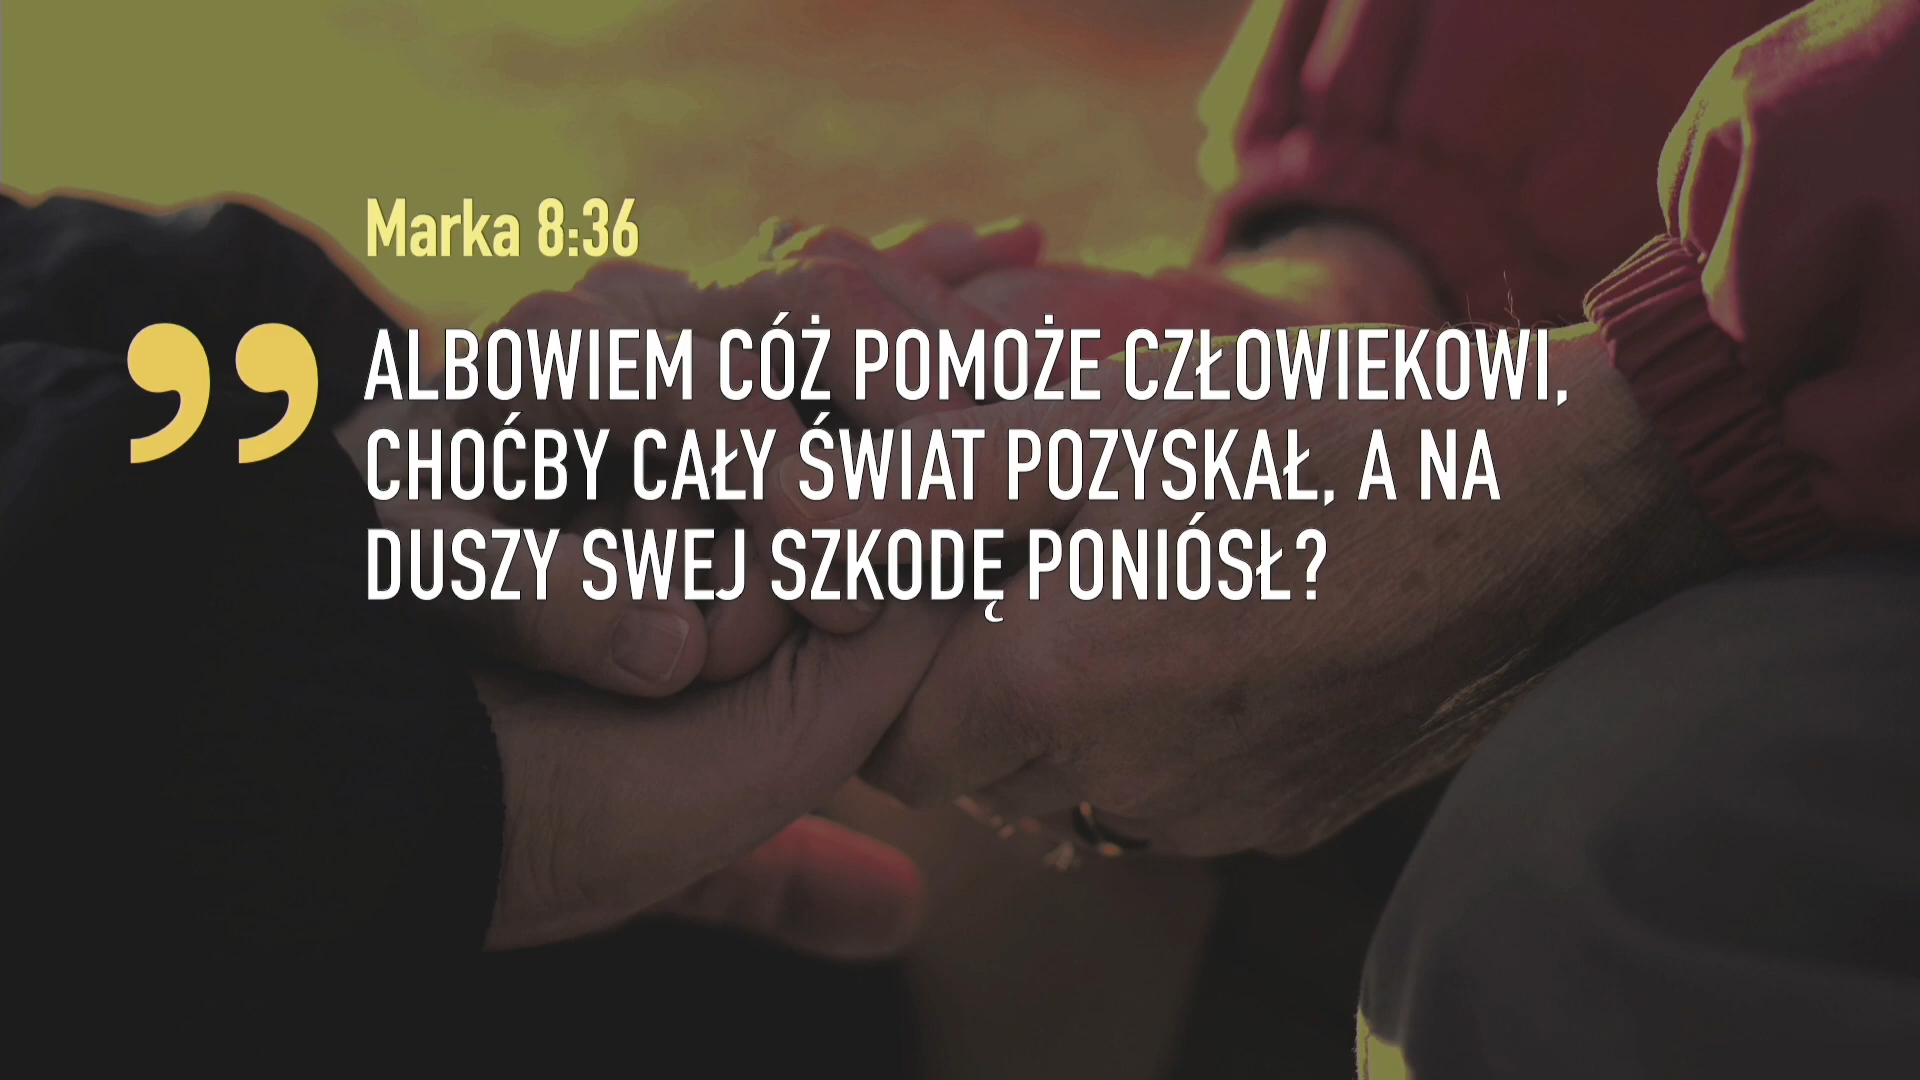 Marka 8:36
” ALBOWIEM CÓŻ POMOŻE CZŁOWIEKOWI,
CHOĆBY CAŁY ŚWIAT POZYSKAŁ, A NA
DUSZY SWEJ SZKODĘ PONIÓSŁ?